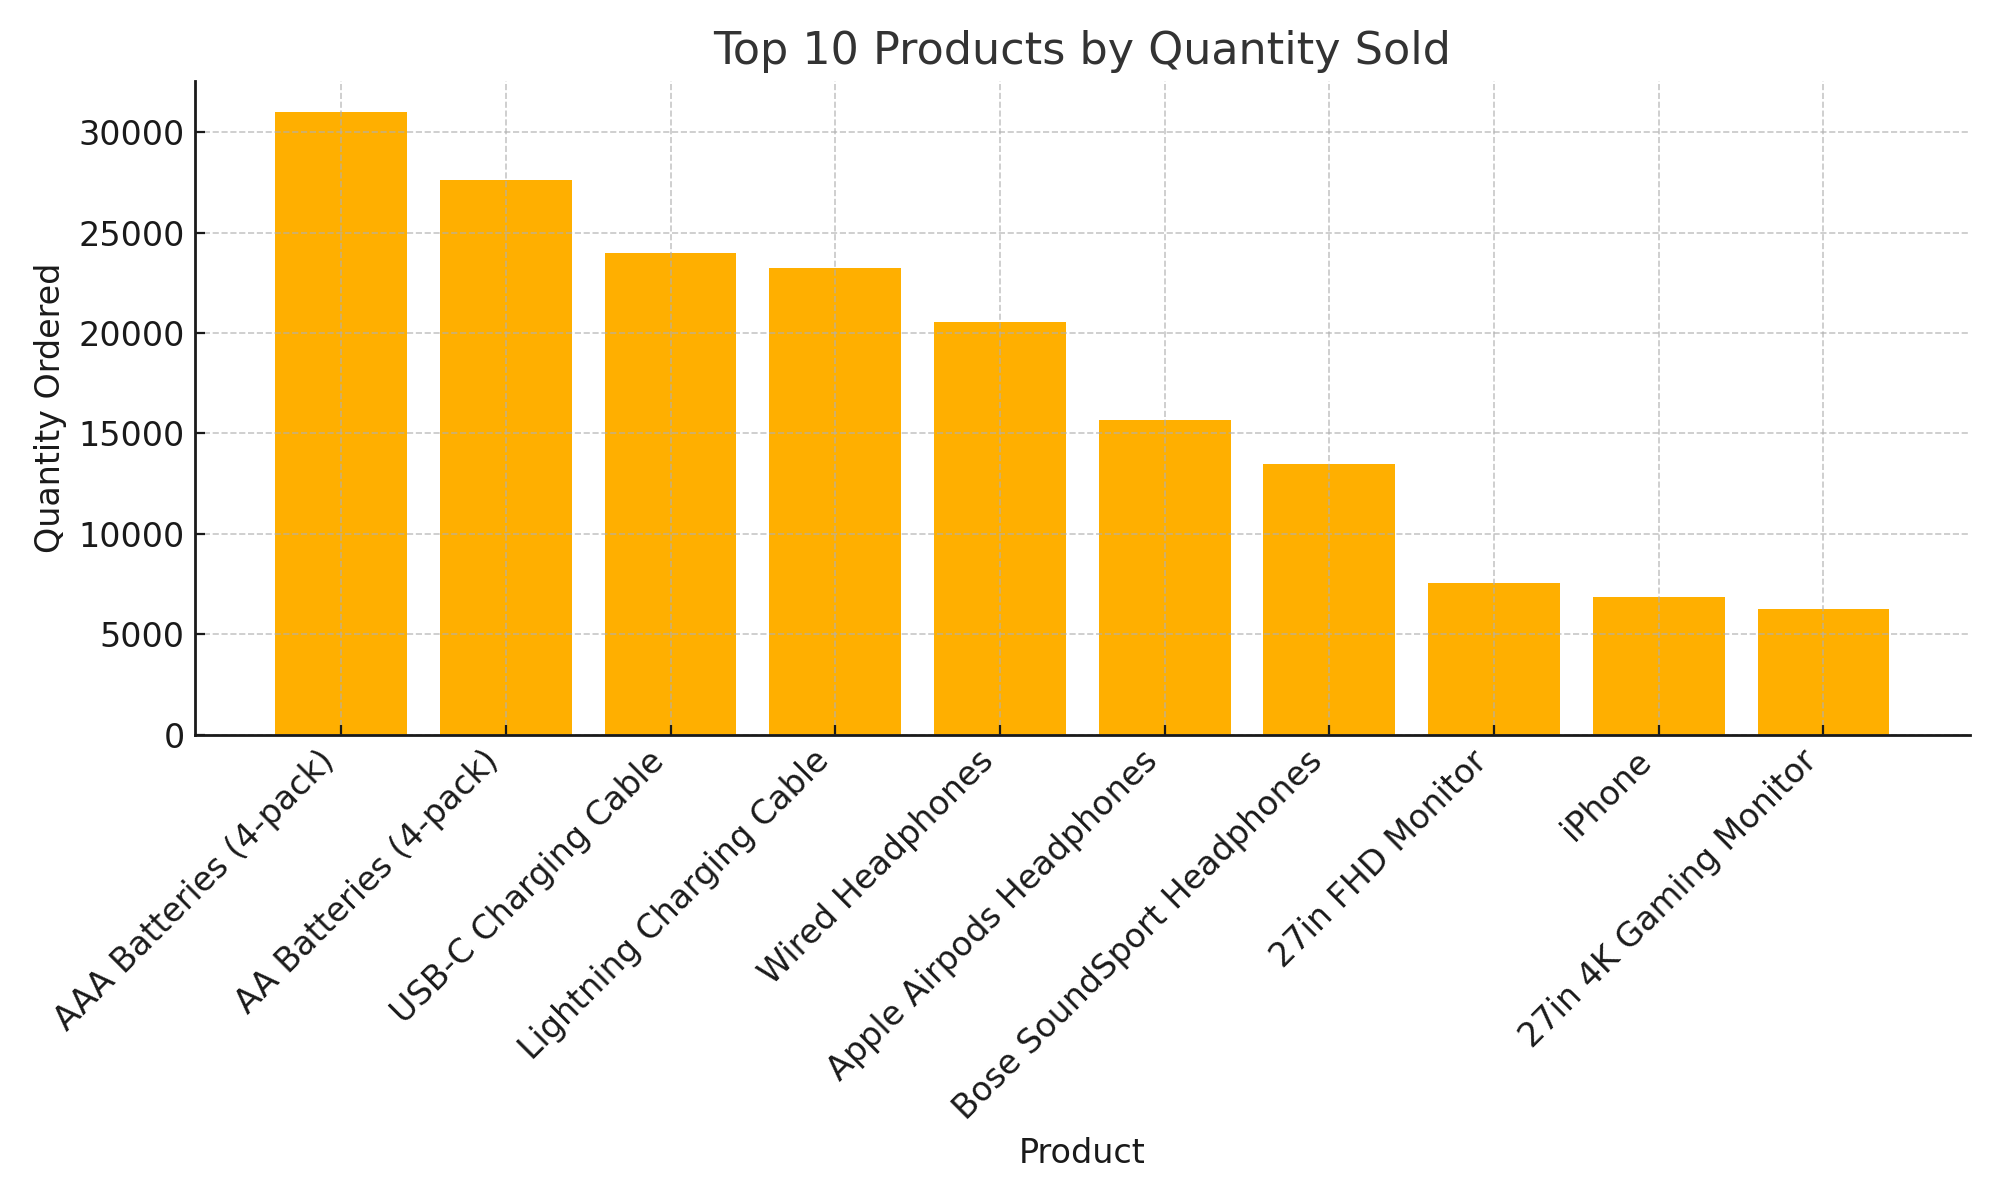 Top 10 Products by Quantity Sold
Quantity Ordered
30000
25000
20000
15000
10000
5000
0
AAA Batteries (4-pack)
AA Batteries (4-pack)
USB-C Charging Cable
Lightning Charging Cable
Wired Headphones
Apple Airpods Headphones
Bose SoundSport Headphones
27in FHD Monitor
iPhone
27in 4K Gaming Monitor
Product